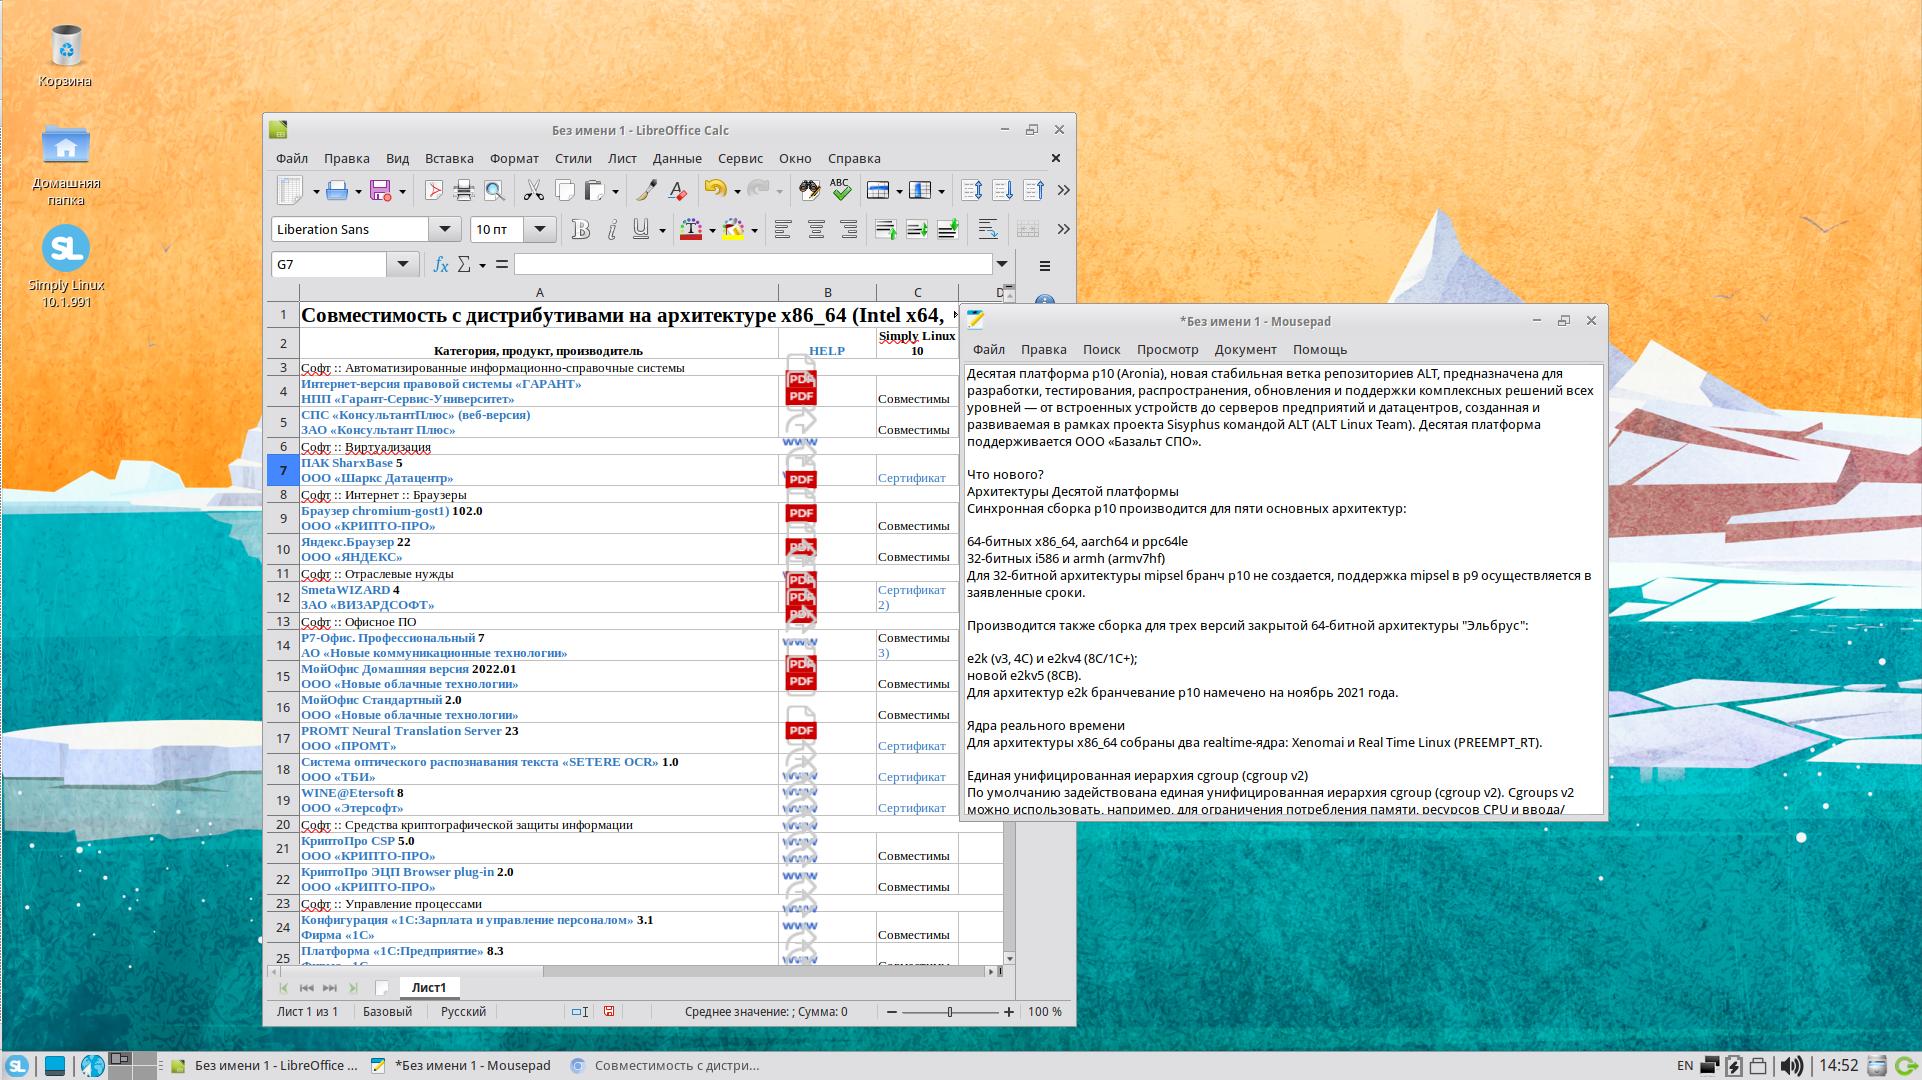 Корзина
Домашняя
папка
Simply Linux
10.1.991
Без имени 1 - LibreOffice Calc
Файл Правка Вид Вставка Формат Стили Лист Данные Сервис Окно Справка
ABC
Liberation Sans 10 пт
G7
A B C D
1 Совместимость с дистрибутивами на архитектуре x86_64 (Intel x64,
2 Категория, продукт, производитель HELP Simply Linux 10
3 Софт :: Автоматизированные информационно-справочные системы
4 Интернет-версия правовой системы «ГАРАНТ»
НПП «Гарант-Сервис-Университет» Совместимы
5 СПС «КонсультантПлюс» (веб-версия)
ЗАО «Консультант Плюс» Совместимы
6 Софт :: Виртуализация
7 ПАК SharxBase 5
ООО «Шаркс Датацентр» Сертификат
8 Софт :: Интернет :: Браузеры
9 Браузер chromium-gost1) 102.0
ООО «КРИПТО-ПРО» Совместимы
10 Яндекс.Браузер 22
ООО «ЯНДЕКС» Совместимы
11 Софт :: Отраслевые нужды
12 SmetaWIZARD 4
ЗАО «ВИЗАРДСОФТ» Сертификат 2)
13 Софт :: Офисное ПО
14 Р7-Офис. Профессиональный 7
АО «Новые коммуникационные технологии» Совместимы 3)
15 МойОфис Домашняя версия 2022.01
ООО «Новые облачные технологии» Совместимы
16 МойОфис Стандартный 2.0
ООО «Новые облачные технологии» Совместимы
17 PROMT Neural Translation Server 23
ООО «ПРОМТ» Сертификат
18 Система оптического распознавания текста «SETERE OCR» 1.0
ООО «ТБИ» Сертификат
19 WINE@Etersoft 8
ООО «Этерсофт» Сертификат
20 Софт :: Средства криптографической защиты информации
21 КриптоПро CSP 5.0
ООО «КРИПТО-ПРО» Совместимы
22 КриптоПро ЭЦП Browser plug-in 2.0
ООО «КРИПТО-ПРО» Совместимы
23 Софт :: Управление процессами
24 Конфигурация «1С:Зарплата и управление персоналом» 3.1
Фирма «1С» Совместимы
25 Платформа «1С:Предприятие» 8.3
Лист1
Лист 1 из 1 Базовый Русский Среднее значение: ; Сумма: 0 100 %
*Без имени 1 - Mousepad
Файл Правка Поиск Просмотр Документ Помощь
Десятая платформа p10 (Aronia), новая стабильная ветка репозиториев ALT, предназначена для
разработки, тестирования, распространения, обновления и поддержки комплексных решений всех
уровней — от встроенных устройств до серверов предприятий и датацентров, созданная и
развиваемая в рамках проекта Sisyphus командой ALT (ALT Linux Team). Десятая платформа
поддерживается ООО «Базальт СПО».
Что нового?
Архитектуры Десятой платформы
Синхронная сборка p10 производится для пяти основных архитектур:
64-битных x86_64, aarch64 и ppc64le
32-битных i586 и armh (armv7hf)
Для 32-битной архитектуры mipsel бранч p10 не создается, поддержка mipsel в p9 осуществляется в
заявленные сроки.
Производится также сборка для трех версий закрытой 64-битной архитектуры "Эльбрус":
e2k (v3, 4C) и e2kv4 (8C/1C+);
новой e2kv5 (8CB).
Для архитектур e2k бранчевание p10 намечено на ноябрь 2021 года.
Ядра реального времени
Для архитектуры x86_64 собраны два realtime-ядра: Xenomai и Real Time Linux (PREEMPT_RT).
Единая унифицированная иерархия cgroup (cgroup v2)
По умолчанию задействована единая унифицированная иерархия cgroup (cgroup v2). Cgroups v2
можно использовать, например, для ограничения потребления памяти, ресурсов CPU и ввода/
Без имени 1 - LibreOffice ... *Без имени 1 - Mousepad Совместимость с дистри... EN 14:52